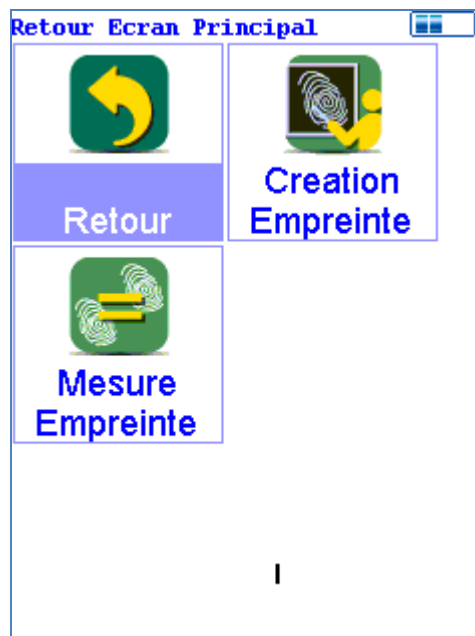 Retour Ecran Principal
Retour
Creation
Empreinte
Mesure
Empreinte